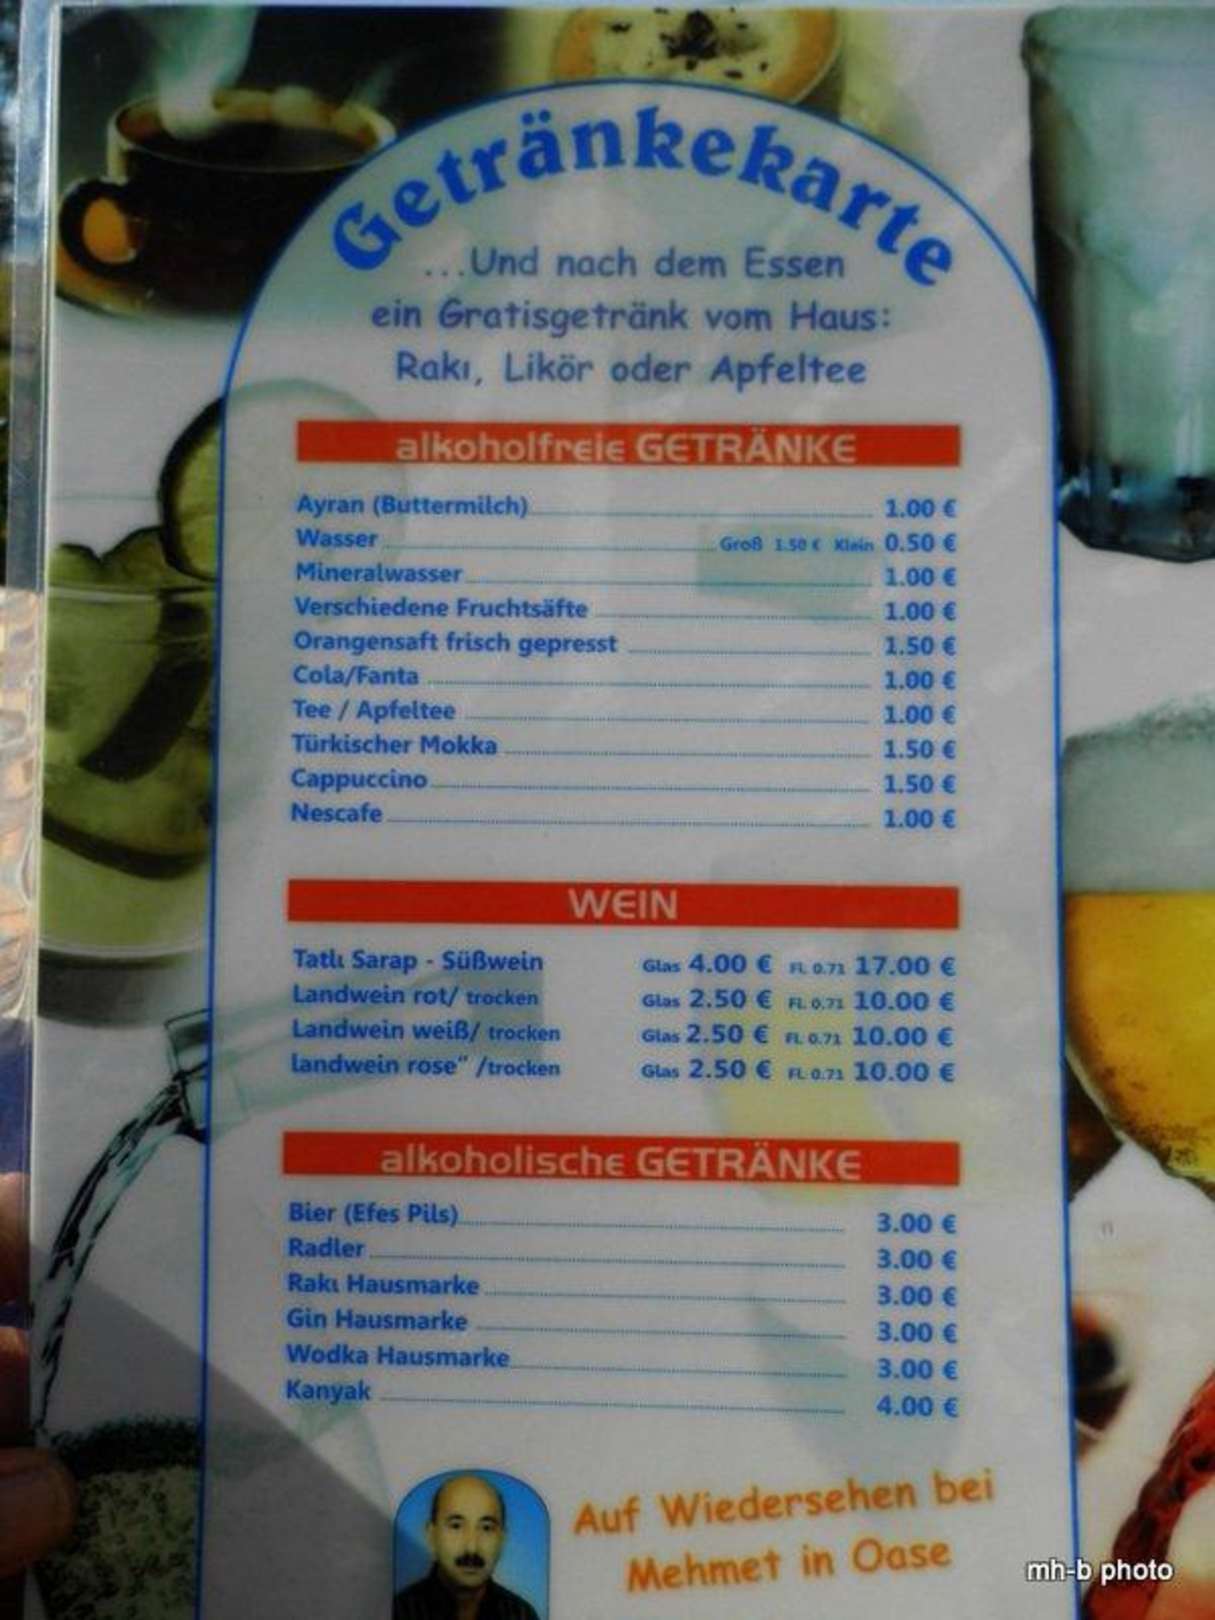 Getränkekarte
...Und nach dem Essen
ein Gratisgetränk vom Haus:
Rakı, Likör oder Apfeltee
alkoholfreie GETRÄNKE
Ayran (Buttermilch) 1.00 €
Wasser Groß 1.50 € Klein 0.50 €
Mineralwasser 1.00 €
Verschiedene Fruchtsäfte 1.00 €
Orangensaft frisch gepresst 1.50 €
Cola/Fanta 1.00 €
Tee / Apfeltee 1.00 €
Türkischer Mokka 1.50 €
Cappuccino 1.50 €
Nescafe 1.00 €
WEIN
Tatlı Sarap - Süßwein Glas 4.00 € FL 0.71 17.00 €
Landwein rot/ trocken Glas 2.50 € FL 0.71 10.00 €
Landwein weiß/ trocken Glas 2.50 € FL 0.71 10.00 €
landwein rose" /trocken Glas 2.50 € FL 0.71 10.00 €
alkoholische GETRÄNKE
Bier (Efes Pils) 3.00 €
Radler 3.00 €
Rakı Hausmarke 3.00 €
Gin Hausmarke 3.00 €
Wodka Hausmarke 3.00 €
Kanyak 4.00 €
Auf Wiedersehen bei
Mehmet in Oase
mh-b photo